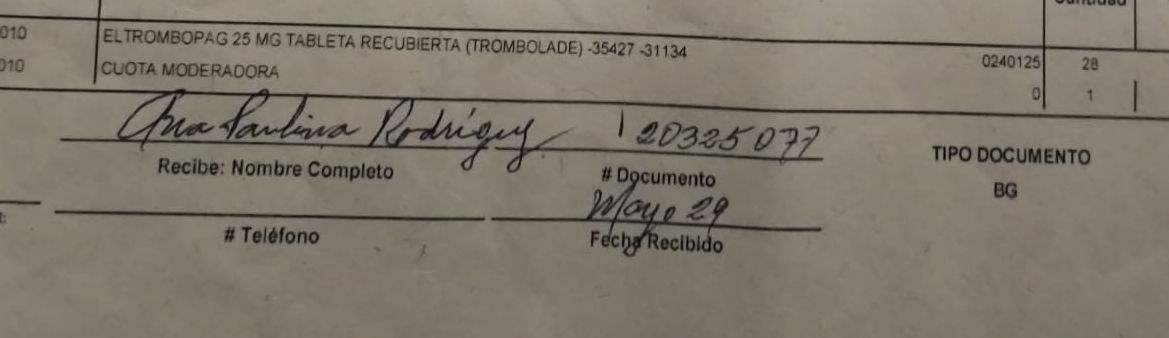 Cantidad
010 ELTROMBOPAG 25 MG TABLETA RECUBIERTA (TROMBOLADE) -35427 -31134 0240125 28
010 CUOTA MODERADORA 0 1
Ana Paulina Rodríguez 20325077
Recibe: Nombre Completo # Documento TIPO DOCUMENTO
Mayo 29 BG
# Teléfono Fecha Recibido